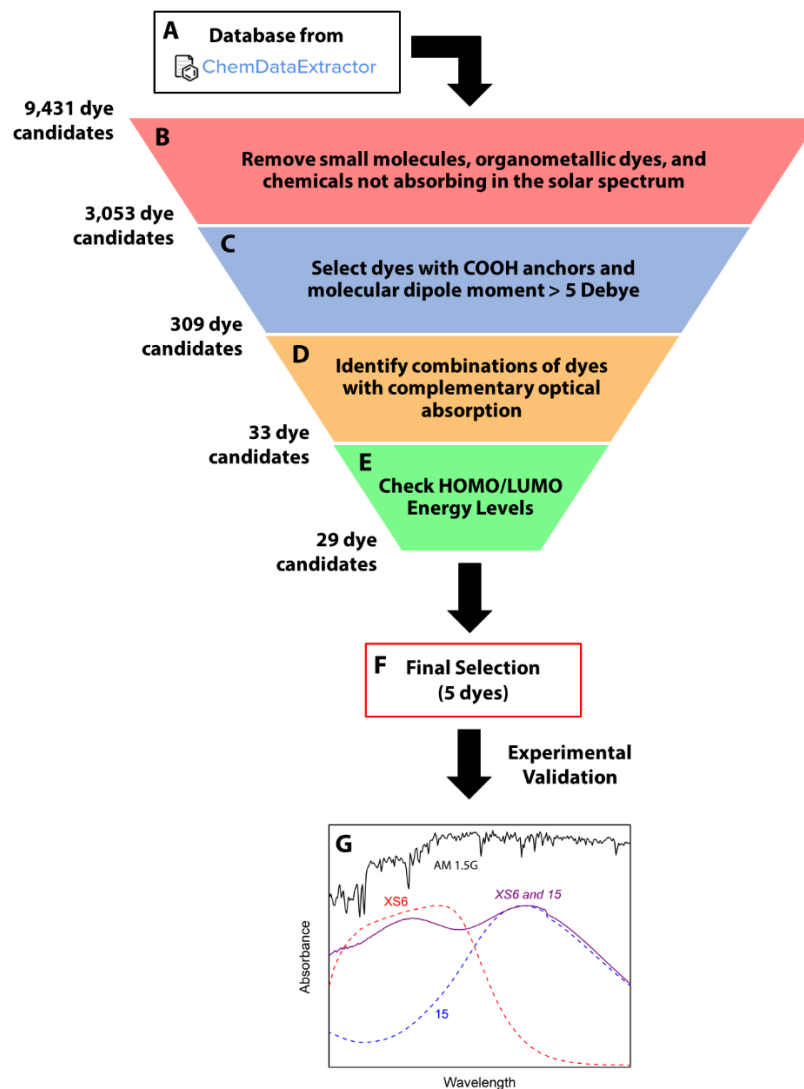 A
Database from
ChemDataExtractor
9,431 dye
candidates
B
Remove small molecules, organometallic dyes, and
chemicals not absorbing in the solar spectrum
3,053 dye
candidates
C
Select dyes with COOH anchors and
molecular dipole moment > 5 Debye
309 dye
candidates
D
Identify combinations of dyes
with complementary optical
absorption
33 dye
candidates
E
Check HOMO/LUMO
Energy Levels
29 dye
candidates
F
Final Selection
(5 dyes)
Experimental
Validation
G
AM 1.5G
XS6
XS6 and 15
15
Absorbance
Wavelength